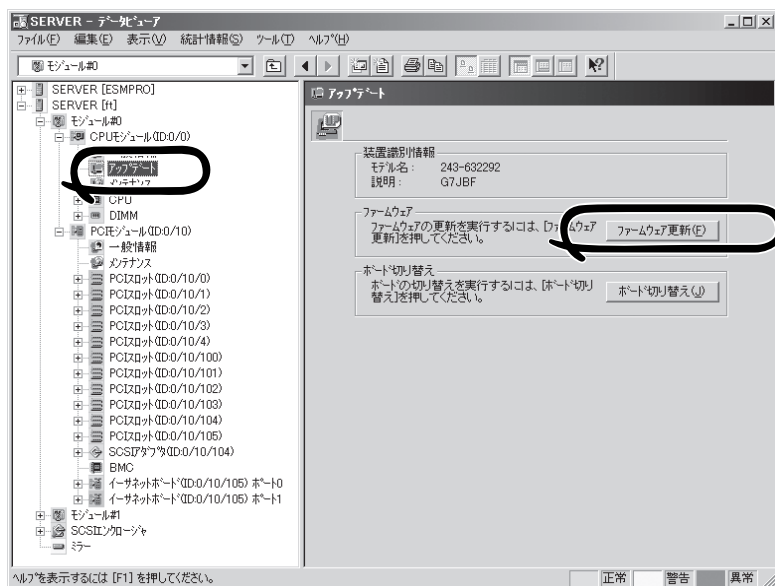 SERVER - データビューア
ファイル(F) 編集(E) 表示(V) 統計情報(S) ツール(T) ヘルプ(H)
モジュール#0
SERVER [ESMPRO]
SERVER [ft]
モジュール#0
CPUモジュール(ID:0/0)
アップデート
メンテナンス
CPU
DIMM
PCIモジュール(ID:0/10)
一般情報
メンテナンス
PCIスロット(ID:0/10/0)
PCIスロット(ID:0/10/1)
PCIスロット(ID:0/10/2)
PCIスロット(ID:0/10/3)
PCIスロット(ID:0/10/4)
PCIスロット(ID:0/10/100)
PCIスロット(ID:0/10/101)
PCIスロット(ID:0/10/102)
PCIスロット(ID:0/10/103)
PCIスロット(ID:0/10/104)
PCIスロット(ID:0/10/105)
SCSIアダプタ(ID:0/10/104)
BMC
イーサネットボード(ID:0/10/105) ポート0
イーサネットボード(ID:0/10/105) ポート1
モジュール#1
SCSIエンクロージャ
ミラー
アップデート
装置識別情報
モデル名: 243-632292
説明: G7JBF
ファームウェア
ファームウェアの更新を実行するには、[ファームウェア
更新]を押してください。
ファームウェア更新(F)
ボード切り替え
ボードの切り替えを実行するには、[ボード切り
替え]を押してください。
ボード切り替え(J)
ヘルプを表示するには [F1] を押してください。
正常 警告 異常